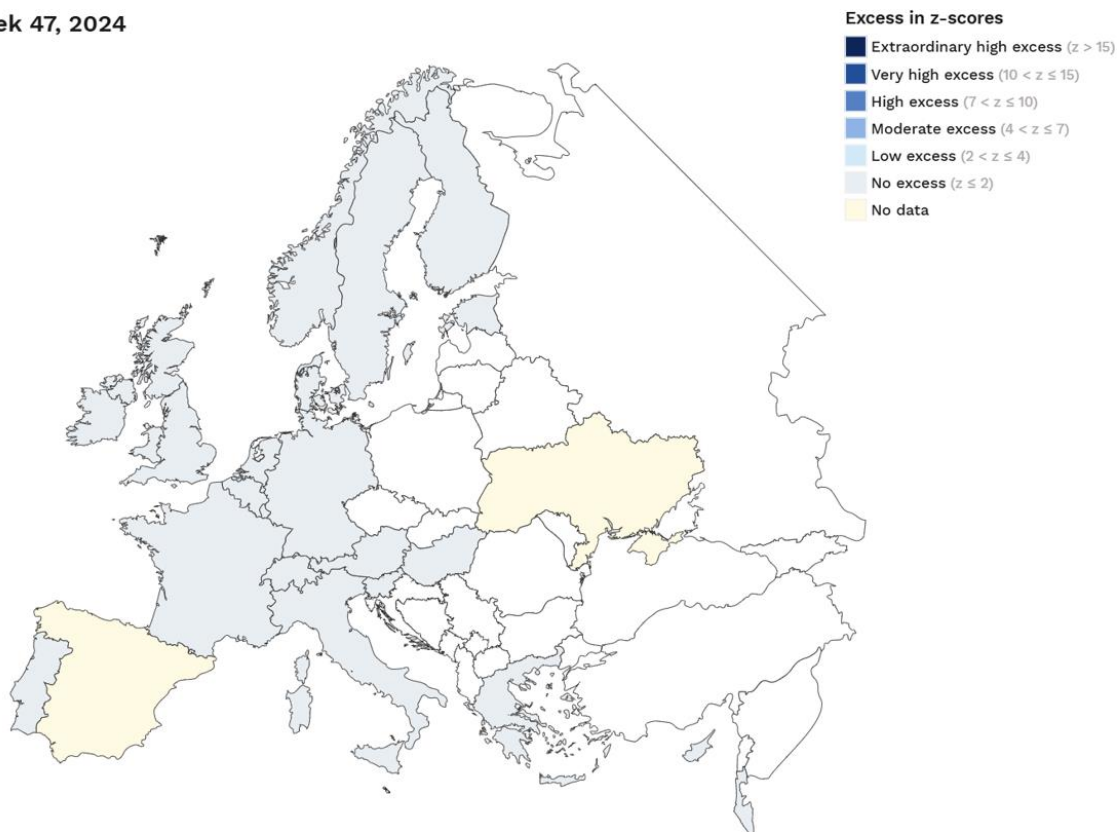 ek 47, 2024
Excess in z-scores
Extraordinary high excess (z > 15)
Very high excess (10 < z ≤ 15)
High excess (7 < z ≤ 10)
Moderate excess (4 < z ≤ 7)
Low excess (2 < z ≤ 4)
No excess (z ≤ 2)
No data